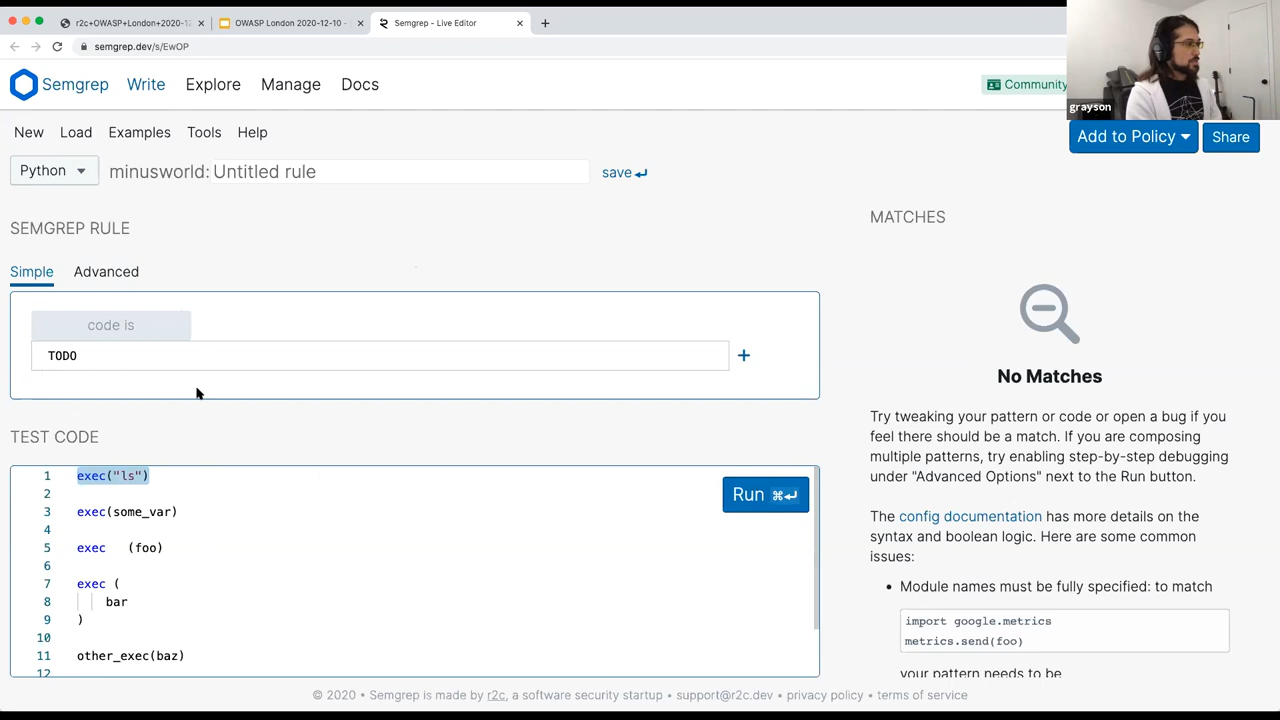 r2c+OWASP+London+2020-12
OWASP London 2020-12-10 -
Semgrep - Live Editor
semgrep.dev/s/EwOP
grayson
Semgrep Write Explore Manage Docs
Community
New Load Examples Tools Help
Add to Policy Share
Python minusworld: Untitled rule save
SEMGREP RULE
Simple Advanced
code is
TODO
TEST CODE
1 exec("ls")
2
3 exec(some_var)
4
5 exec (foo)
6
7 exec (
8 bar
9 )
10
11 other_exec(baz)
12
Run ⌘↵
MATCHES
No Matches
Try tweaking your pattern or code or open a bug if you
feel there should be a match. If you are composing
multiple patterns, try enabling step-by-step debugging
under "Advanced Options" next to the Run button.
The config documentation has more details on the
syntax and boolean logic. Here are some common
issues:
• Module names must be fully specified: to match
import google.metrics
metrics.send(foo)
your pattern needs to be
© 2020 • Semgrep is made by r2c, a software security startup • support@r2c.dev • privacy policy • terms of service